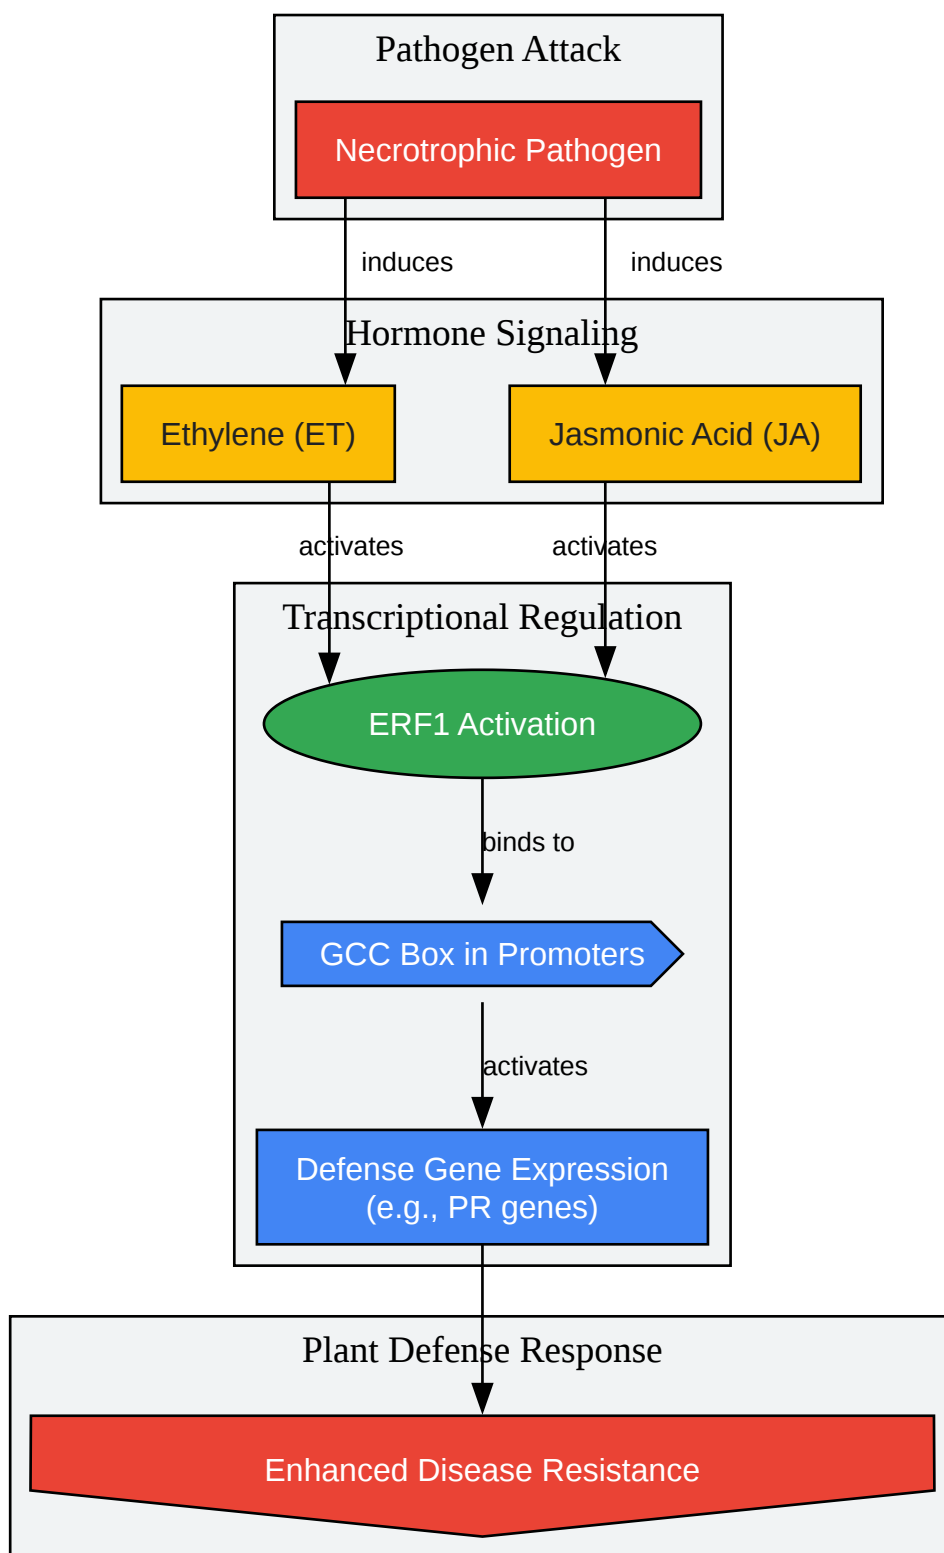 Pathogen Attack
Necrotrophic Pathogen
induces
induces
Hormone Signaling
Ethylene (ET)
Jasmonic Acid (JA)
activates
activates
Transcriptional Regulation
ERF1 Activation
binds to
GCC Box in Promoters
activates
Defense Gene Expression
(e.g., PR genes)
Plant Defense Response
Enhanced Disease Resistance